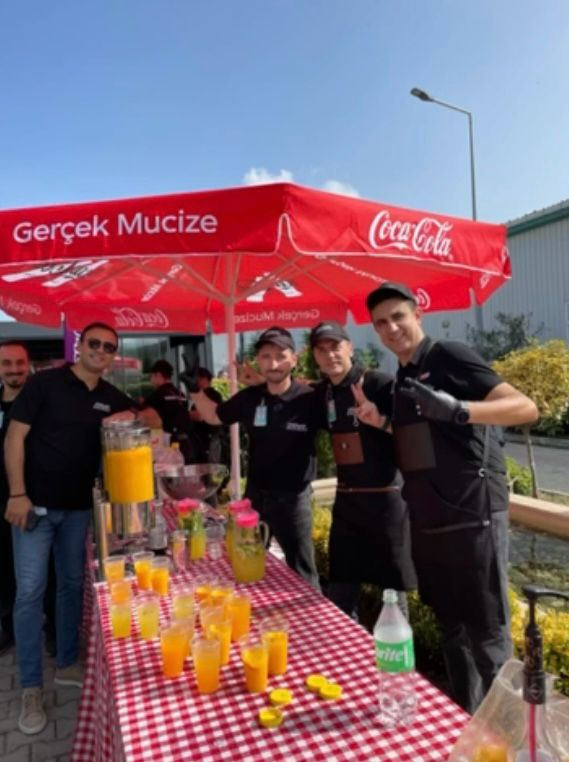 Gerçek Mucize
Coca-Cola
Coca-Cola
Gerçek Mucize
Sprite